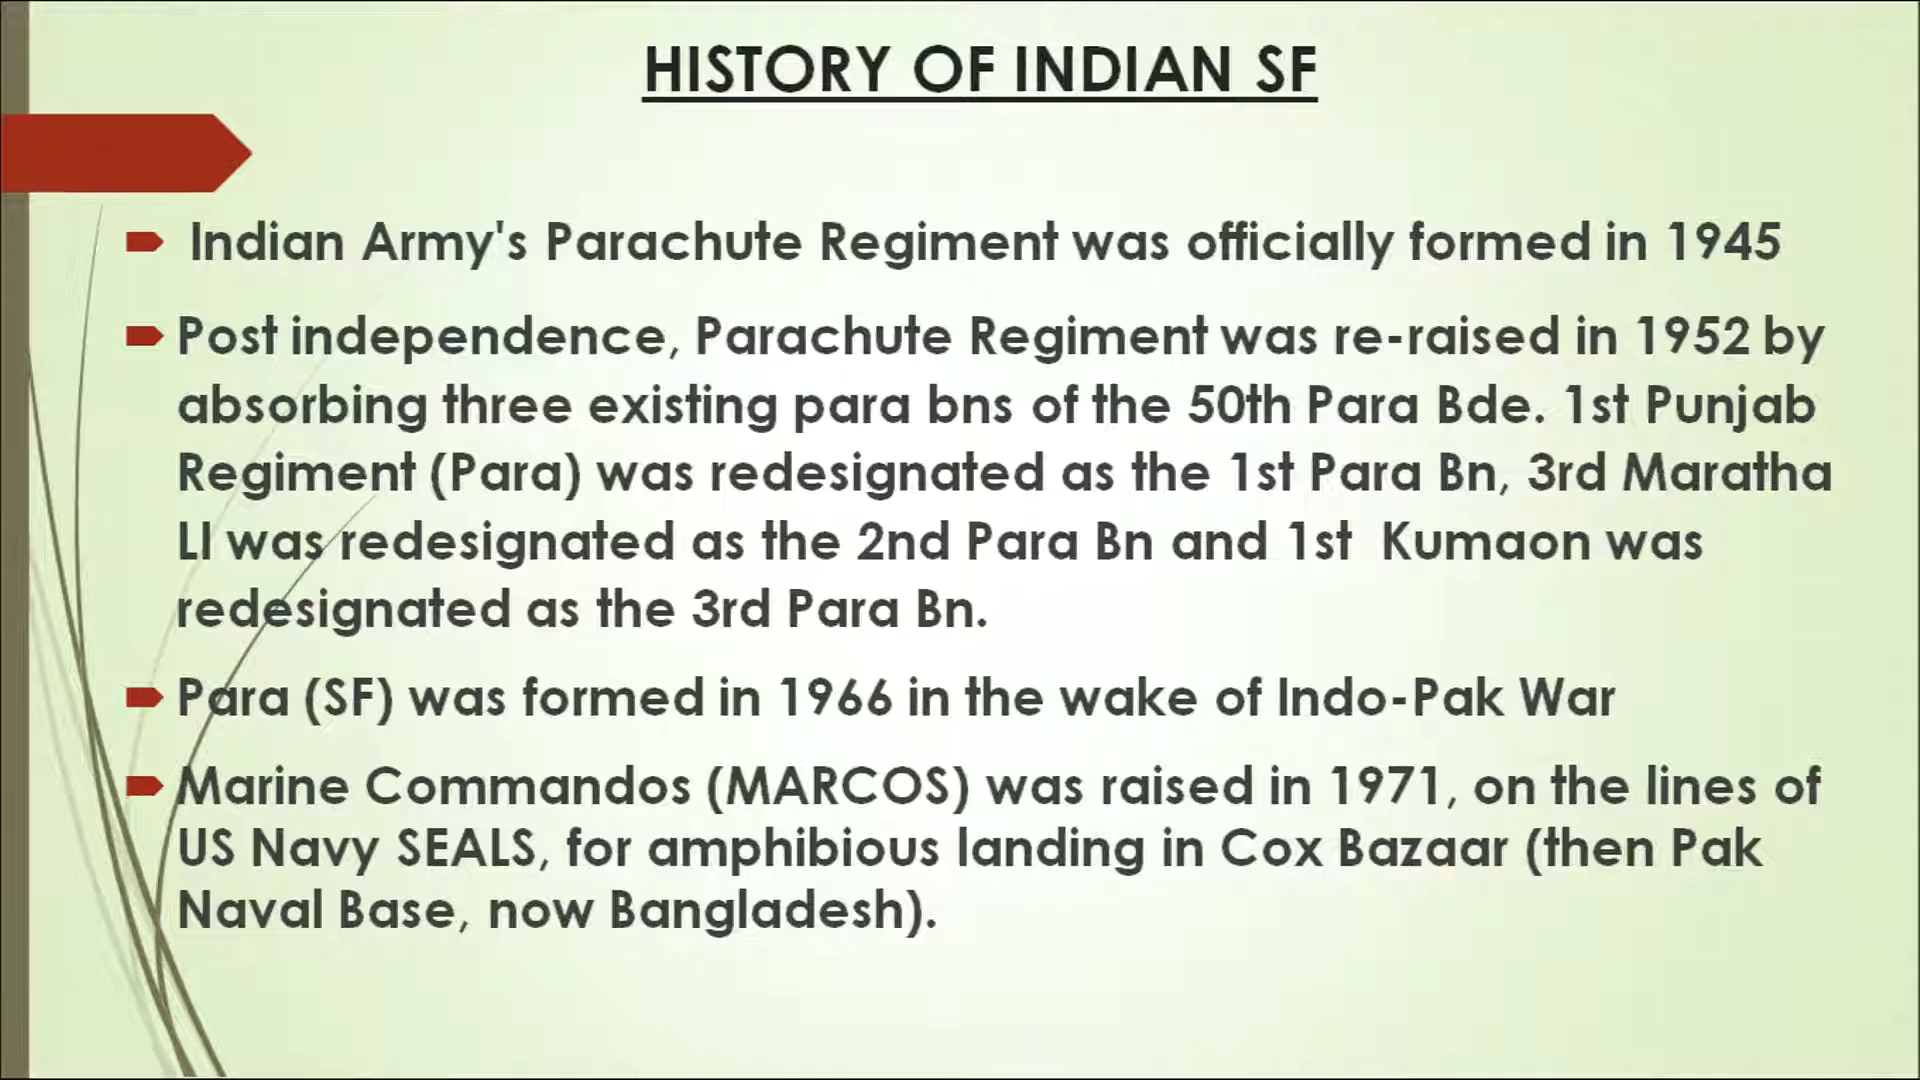 HISTORY OF INDIAN SF
Indian Army's Parachute Regiment was officially formed in 1945
Post independence, Parachute Regiment was re-raised in 1952 by
absorbing three existing para bns of the 50th Para Bde. 1st Punjab
Regiment (Para) was redesignated as the 1st Para Bn, 3rd Maratha
LI was redesignated as the 2nd Para Bn and 1st Kumaon was
redesignated as the 3rd Para Bn.
Para (SF) was formed in 1966 in the wake of Indo-Pak War
Marine Commandos (MARCOS) was raised in 1971, on the lines of
US Navy SEALS, for amphibious landing in Cox Bazaar (then Pak
Naval Base, now Bangladesh).